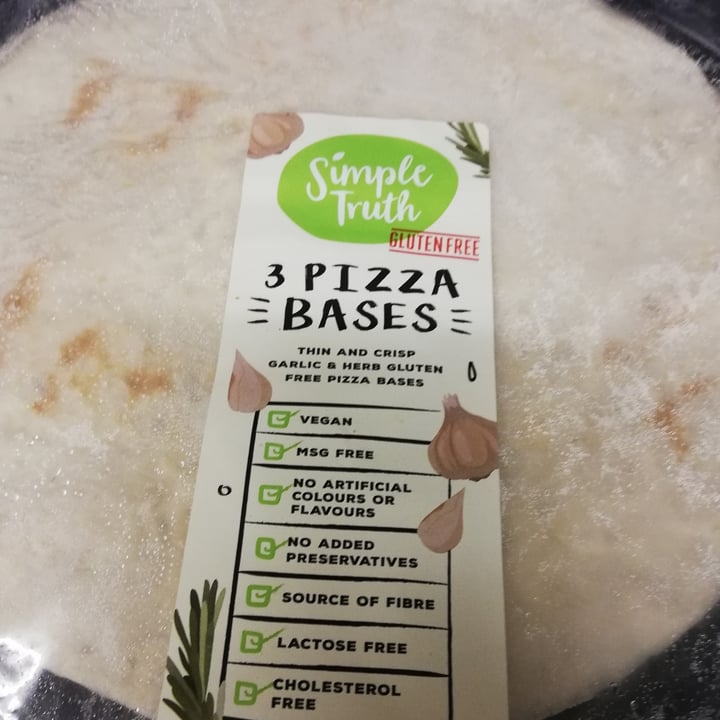 Simple
Truth
GLUTEN FREE
3 PIZZA
BASES
THIN AND CRISP
GARLIC & HERB GLUTEN
FREE PIZZA BASES
VEGAN
MSG FREE
NO ARTIFICIAL
COLOURS OR
FLAVOURS
NO ADDED
PRESERVATIVES
SOURCE OF FIBRE
LACTOSE FREE
CHOLESTEROL
FREE